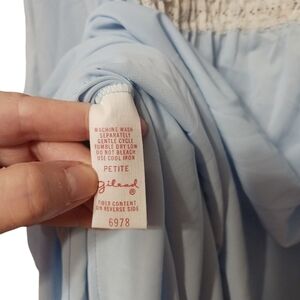 MACHINE WASH
SEPARATELY
GENTLE CYCLE
TUMBLE DRY LOW
DO NOT BLEACH
USE COOL IRON
PETITE
gilead
®
FIBER CONTENT
ON REVERSE SIDE
6978